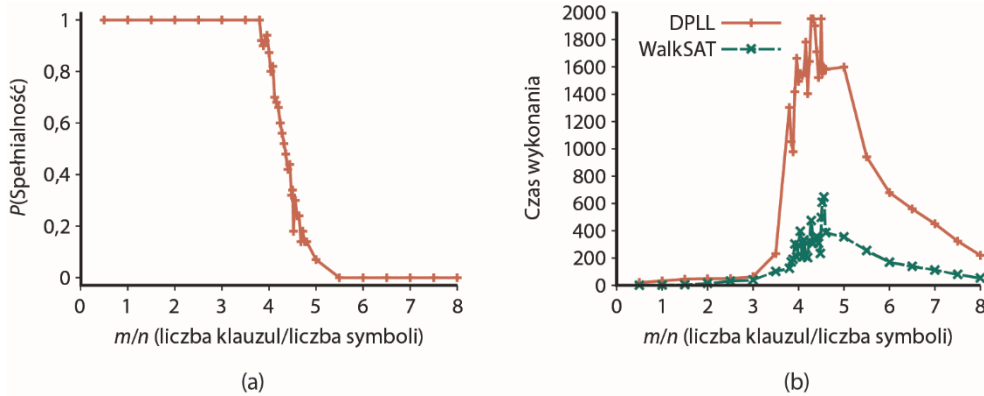 P(Spełnialność)
1
0,8
0,6
0,4
0,2
0
0 1 2 3 4 5 6 7 8
m/n (liczba klauzul/liczba symboli)
(a)
DPLL
WalkSAT
Czas wykonania
2000
1800
1600
1400
1200
1000
800
600
400
200
0
0 1 2 3 4 5 6 7 8
m/n (liczba klauzul/liczba symboli)
(b)